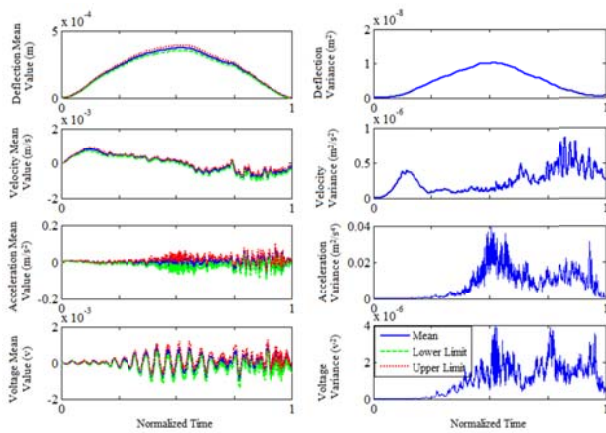 x 10⁻⁴
5
0
0
1
Deflection Mean
Value (m)
x 10⁻⁸
2
1
0
0
1
Deflection
Variance (m²)
x 10⁻³
2
0
-2
0
1
Velocity Mean
Value (m/s)
x 10⁻⁶
1
0.5
0
0
1
Velocity
Variance (m²/s²)
0.2
0
-0.2
0
1
Acceleration Mean
Value (m/s²)
0.04
0.02
0
0
1
Acceleration
Variance (m²/s⁴)
x 10⁻³
2
0
-2
0
1
Voltage Mean
Value (v)
Normalized Time
x 10⁻⁶
4
2
0
0
1
Voltage
Variance (v²)
Mean
Lower Limit
Upper Limit
Normalized Time